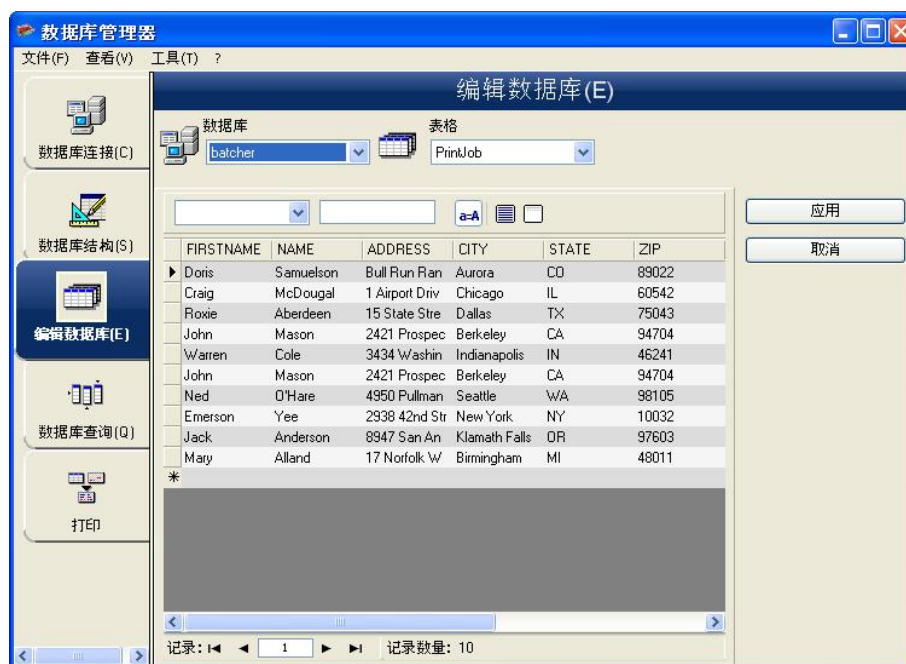 数据库管理器
文件(F) 查看(V) 工具(T) ?
数据库连接(C)
数据库结构(S)
编辑数据库(E)
数据库查询(Q)
打印
编辑数据库(E)
数据库 表格
batcher PrintJob
a=A
应用
取消
FIRSTNAME NAME ADDRESS CITY STATE ZIP
Doris Samuelson Bull Run Ran Aurora CO 89022
Craig McDougal 1 Airport Driv Chicago IL 60542
Roxie Aberdeen 15 State Stre Dallas TX 75043
John Mason 2421 Prospec Berkeley CA 94704
Warren Cole 3434 Washin Indianapolis IN 46241
John Mason 2421 Prospec Berkeley CA 94704
Ned O'Hare 4950 Pullman Seattle WA 98105
Emerson Yee 2938 42nd Str New York NY 10032
Jack Anderson 8947 San An Klamath Falls OR 97603
Mary Alland 17 Norfolk W Birmingham MI 48011
记录: 1 记录数量: 10